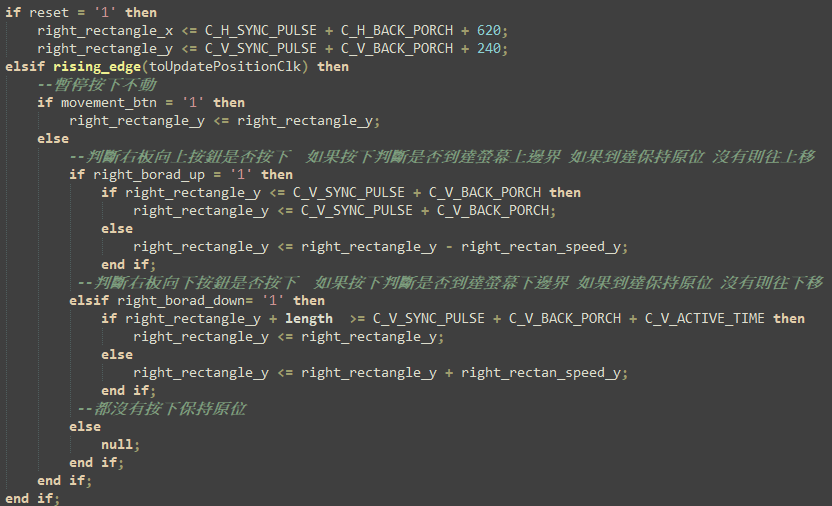 if reset = '1' then
    right_rectangle_x <= C_H_SYNC_PULSE + C_H_BACK_PORCH + 620;
    right_rectangle_y <= C_V_SYNC_PULSE + C_V_BACK_PORCH + 240;
elsif rising_edge(toUpdatePositionClk) then
    --暫停按下不動
    if movement_btn = '1' then
        right_rectangle_y <= right_rectangle_y;
    else
        --判斷右板向上按鈕是否按下  如果按下判斷是否到達螢幕上邊界 如果到達保持原位 沒有則往上移
        if right_borad_up = '1' then
            if right_rectangle_y <= C_V_SYNC_PULSE + C_V_BACK_PORCH then
                right_rectangle_y <= C_V_SYNC_PULSE + C_V_BACK_PORCH;
            else
                right_rectangle_y <= right_rectangle_y - right_rectan_speed_y;
            end if;
         --判斷右板向下按鈕是否按下  如果按下判斷是否到達螢幕下邊界 如果到達保持原位 沒有則往下移
        elsif right_borad_down= '1' then
            if right_rectangle_y + length  >= C_V_SYNC_PULSE + C_V_BACK_PORCH + C_V_ACTIVE_TIME then
                right_rectangle_y <= right_rectangle_y;
            else
                right_rectangle_y <= right_rectangle_y + right_rectan_speed_y;
            end if;
         --都沒有按下保持原位
        else
            null;
        end if;
    end if;
end if;